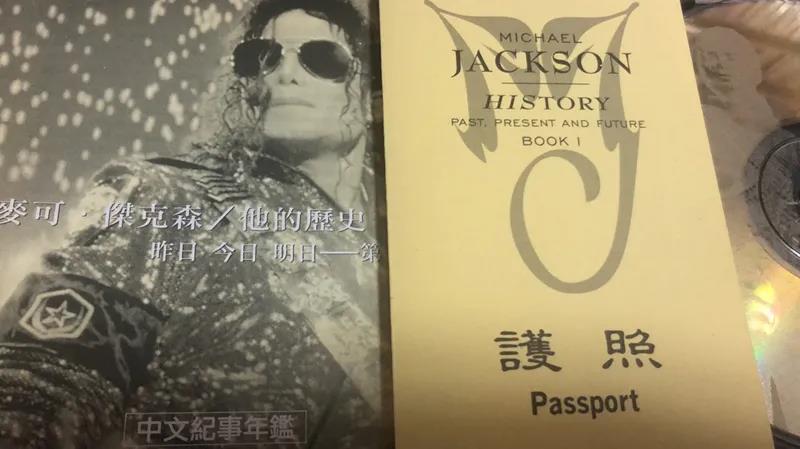 麥可·傑克森/他的歷史
昨日 今日 明日—第
中文紀事年鑑
MICHAEL
JACKSON
HISTORY
PAST, PRESENT AND FUTURE
BOOK I
護照
Passport